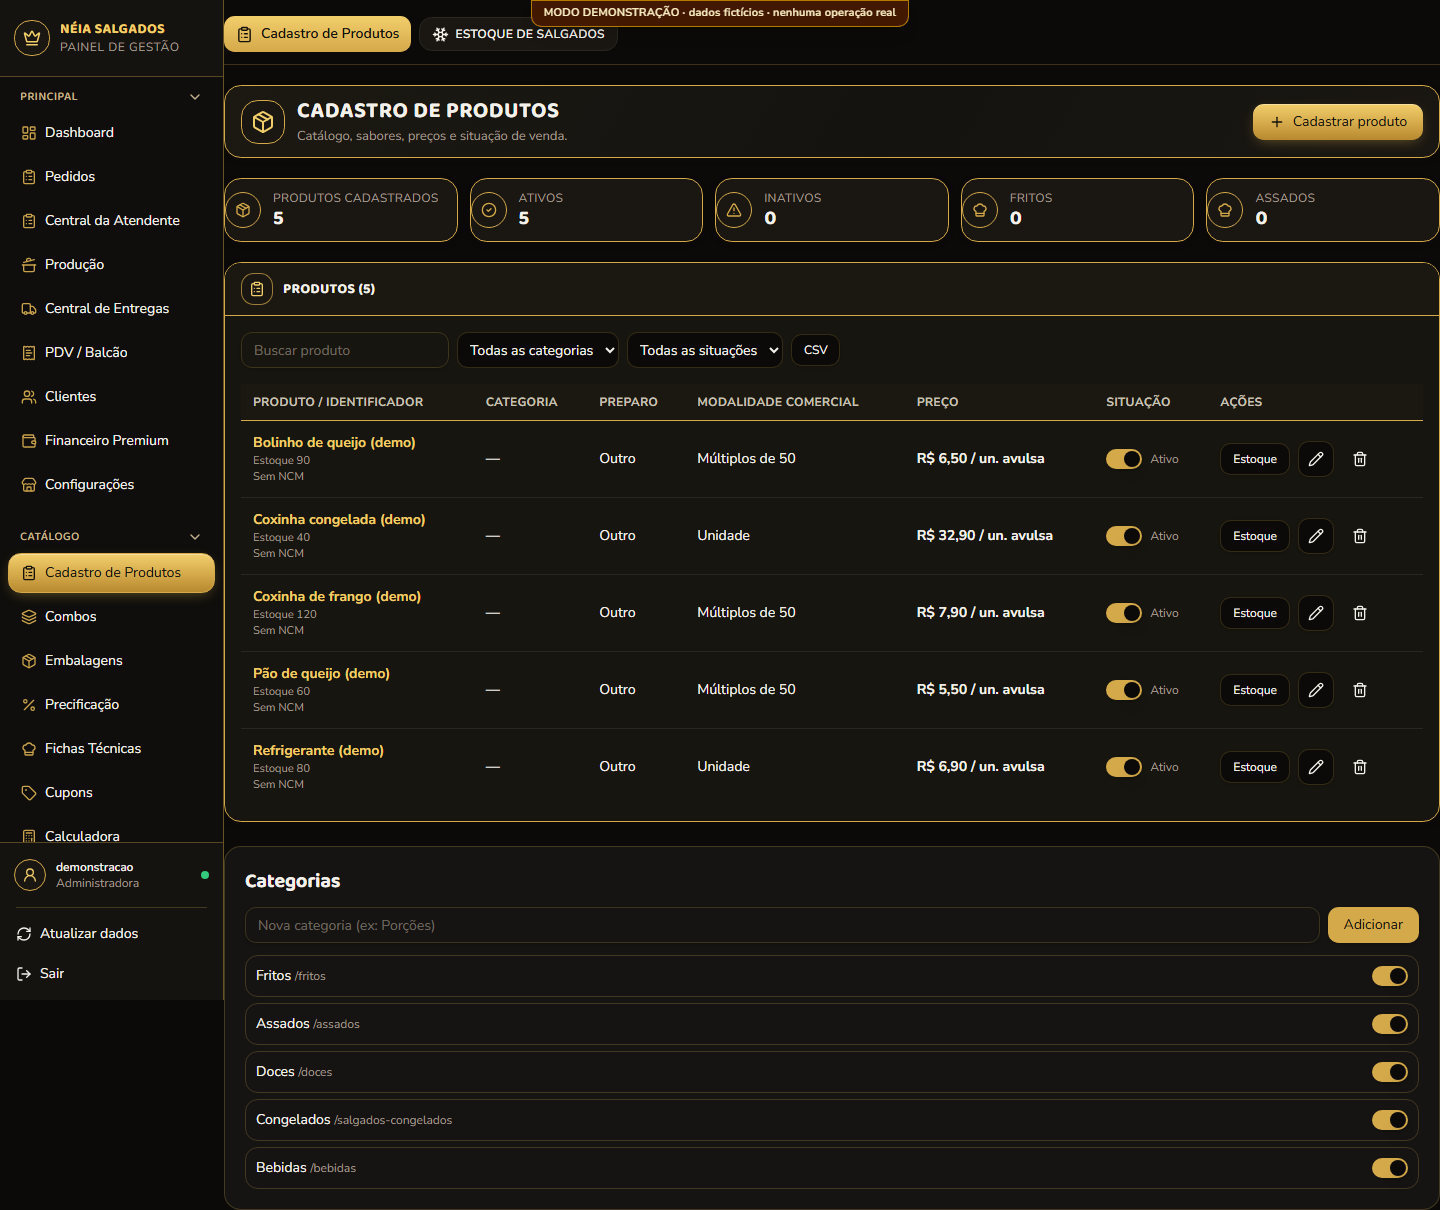 NÉIA SALGADOS
PAINEL DE GESTÃO
PRINCIPAL
Dashboard
Pedidos
Central da Atendente
Produção
Central de Entregas
PDV / Balcão
Clientes
Financeiro Premium
Configurações
CATÁLOGO
Cadastro de Produtos
Combos
Embalagens
Precificação
Fichas Técnicas
Cupons
Calculadora
demonstracao
Administradora
Atualizar dados
Sair
MODO DEMONSTRAÇÃO · dados fictícios · nenhuma operação real
Cadastro de Produtos
ESTOQUE DE SALGADOS
CADASTRO DE PRODUTOS
Catálogo, sabores, preços e situação de venda.
Cadastrar produto
PRODUTOS CADASTRADOS
5
ATIVOS
5
INATIVOS
0
FRITOS
0
ASSADOS
0
PRODUTOS (5)
Buscar produto
Todas as categorias
Todas as situações
CSV
PRODUTO / IDENTIFICADOR CATEGORIA PREPARO MODALIDADE COMERCIAL PREÇO SITUAÇÃO AÇÕES
Bolinho de queijo (demo)
Estoque 90
Sem NCM
— Outro Múltiplos de 50 R$ 6,50 / un. avulsa Ativo Estoque
Coxinha congelada (demo)
Estoque 40
Sem NCM
— Outro Unidade R$ 32,90 / un. avulsa Ativo Estoque
Coxinha de frango (demo)
Estoque 120
Sem NCM
— Outro Múltiplos de 50 R$ 7,90 / un. avulsa Ativo Estoque
Pão de queijo (demo)
Estoque 60
Sem NCM
— Outro Múltiplos de 50 R$ 5,50 / un. avulsa Ativo Estoque
Refrigerante (demo)
Estoque 80
Sem NCM
— Outro Unidade R$ 6,90 / un. avulsa Ativo Estoque
Categorias
Nova categoria (ex: Porções)
Adicionar
Fritos /fritos
Assados /assados
Doces /doces
Congelados /salgados-congelados
Bebidas /bebidas